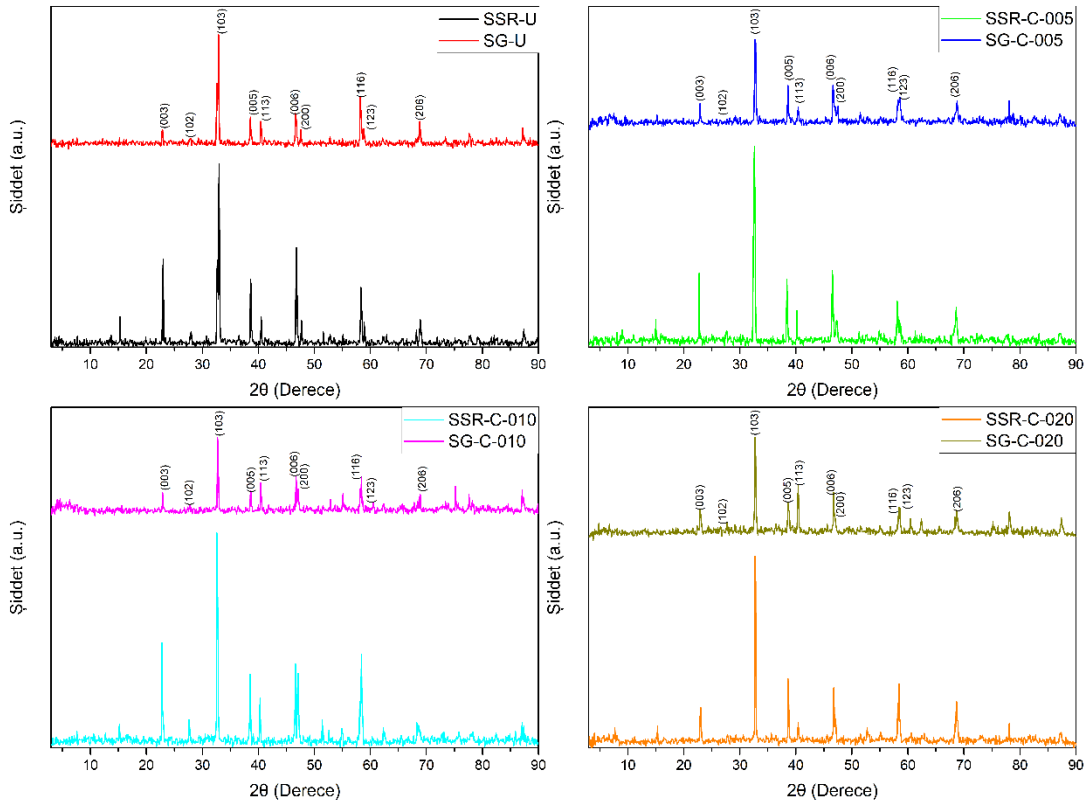 SSR-U
SG-U
(103)
(003)
(102)
(005)
(113)
(006)
(200)
(116)
(123)
(206)
Şiddet (a.u.)
10 20 30 40 50 60 70 80 90
2θ (Derece)
SSR-C-005
SG-C-005
(103)
(003)
(102)
(005)
(113)
(006)
(200)
(116)
(123)
(206)
Şiddet (a.u.)
10 20 30 40 50 60 70 80 90
2θ (Derece)
SSR-C-010
SG-C-010
(103)
(003)
(102)
(005)
(113)
(006)
(200)
(116)
(123)
(206)
Şiddet (a.u.)
10 20 30 40 50 60 70 80 90
2θ (Derece)
SSR-C-020
SG-C-020
(103)
(003)
(102)
(005)
(113)
(006)
(200)
(116)
(123)
(206)
Şiddet (a.u.)
10 20 30 40 50 60 70 80 90
2θ (Derece)